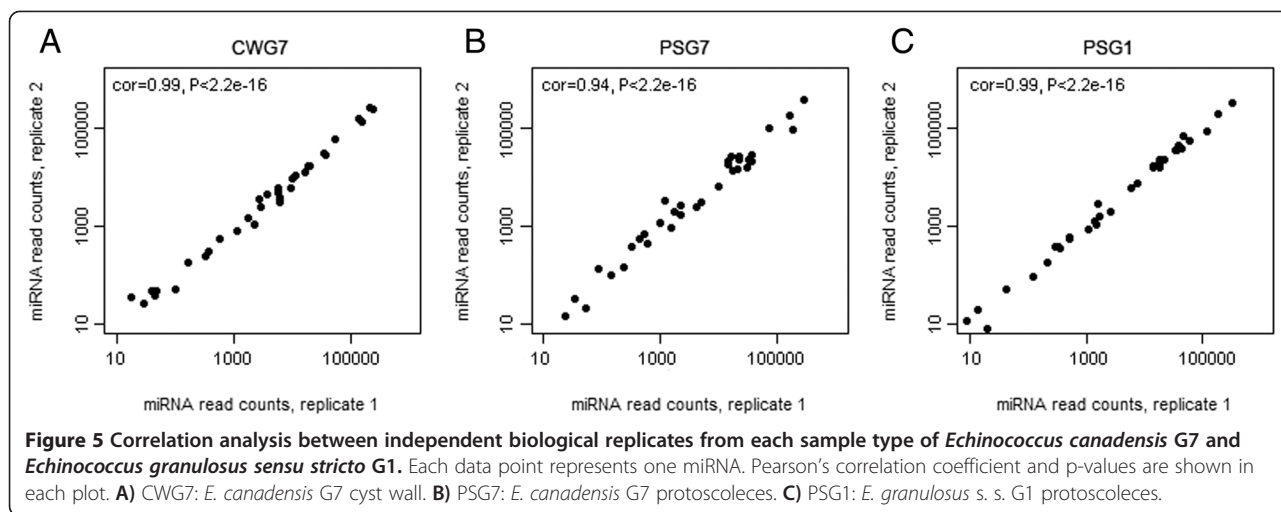 A
CWG7
cor=0.99, P<2.2e-16
miRNA read counts, replicate 2
100000
1000
10
10 1000 100000
miRNA read counts, replicate 1
B
PSG7
cor=0.94, P<2.2e-16
miRNA read counts, replicate 2
100000
1000
10
10 1000 100000
miRNA read counts, replicate 1
C
PSG1
cor=0.99, P<2.2e-16
miRNA read counts, replicate 2
100000
1000
10
10 1000 100000
miRNA read counts, replicate 1
Figure 5 Correlation analysis between independent biological replicates from each sample type of Echinococcus canadensis G7 and
Echinococcus granulosus sensu stricto G1. Each data point represents one miRNA. Pearson's correlation coefficient and p-values are shown in
each plot. A) CWG7: E. canadensis G7 cyst wall. B) PSG7: E. canadensis G7 protoscoleces. C) PSG1: E. granulosus s. s. G1 protoscoleces.